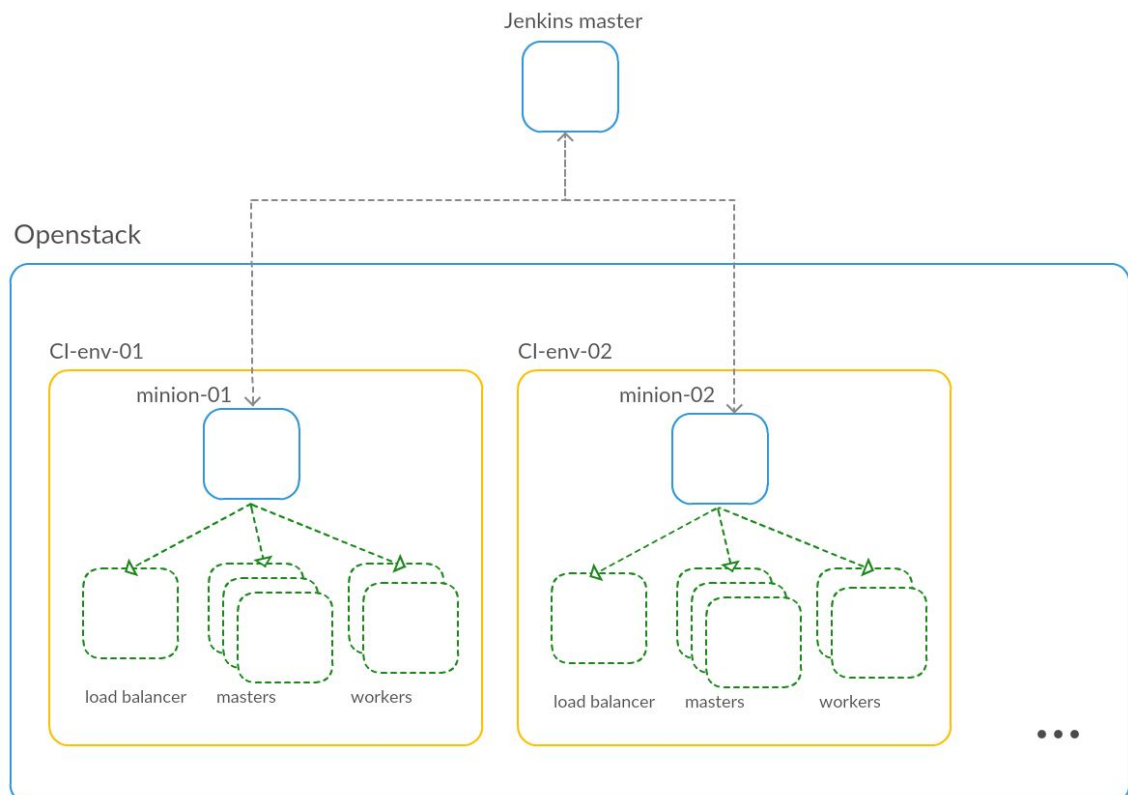 Jenkins master
Openstack
CI-env-01
CI-env-02
minion-01
minion-02
load balancer
masters
workers
load balancer
masters
workers